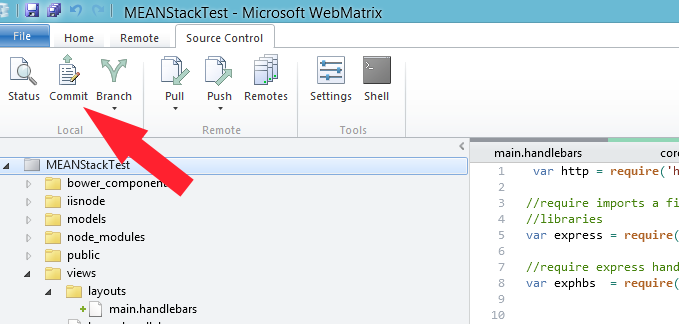 MEANStackTest - Microsoft WebMatrix
File Home Remote Source Control
Status Commit Branch Pull Push Remotes Settings Shell
Local Remote Tools
MEANStackTest
bower_componen
iisnode
models
node_modules
public
views
layouts
main.handlebars
main.handlebars core
1 var http = require('h
2
3 //require imports a fi
4 //libraries
5 var express = require(
6
7 //require express hand
8 var exphbs = require(
9
10